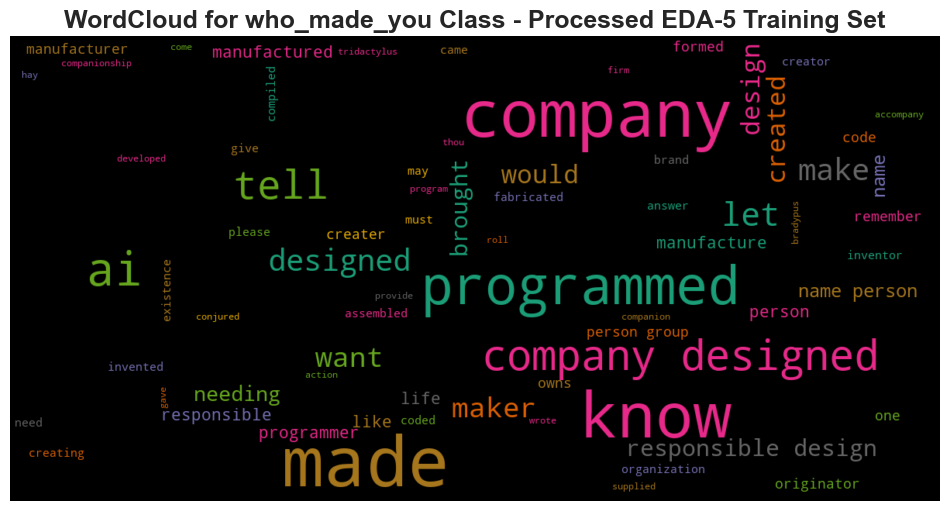 WordCloud for who_made_you Class - Processed EDA-5 Training Set
manufacturer
come
manufactured
tridactylus
came
formed
design
creator
companionship
hay
compiled
firm
company
created
accompany
thou
code
developed
give
tell
may
program
brought
would
fabricated
brand
make
name
must
answer
let
bradypus
remember
please
creater
roll
manufacture
inventor
ai
existence
designed
programmed
provide
name person
conjured
assembled
companion
person
person group
invented
want
action
company designed
owns
gave
needing
life
maker
know
need
responsible
like
coded
wrote
one
programmer
responsible design
creating
made
organization
supplied
originator